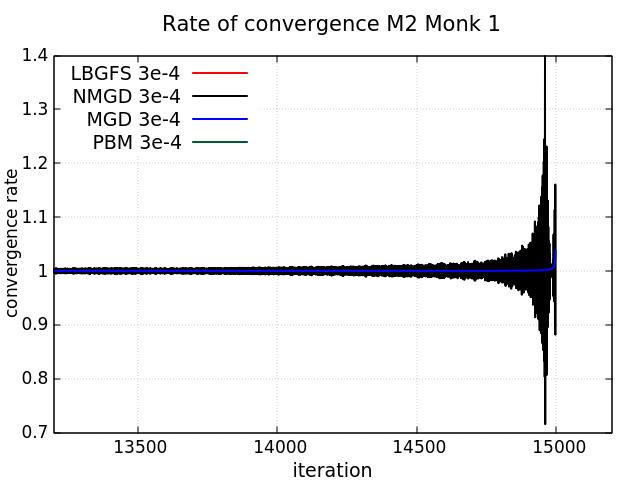 Rate of convergence M2 Monk 1
1.4
1.3
1.2
1.1
1
0.9
0.8
0.7
convergence rate
LBGFS 3e-4
NMGD 3e-4
MGD 3e-4
PBM 3e-4
13500 14000 14500 15000
iteration